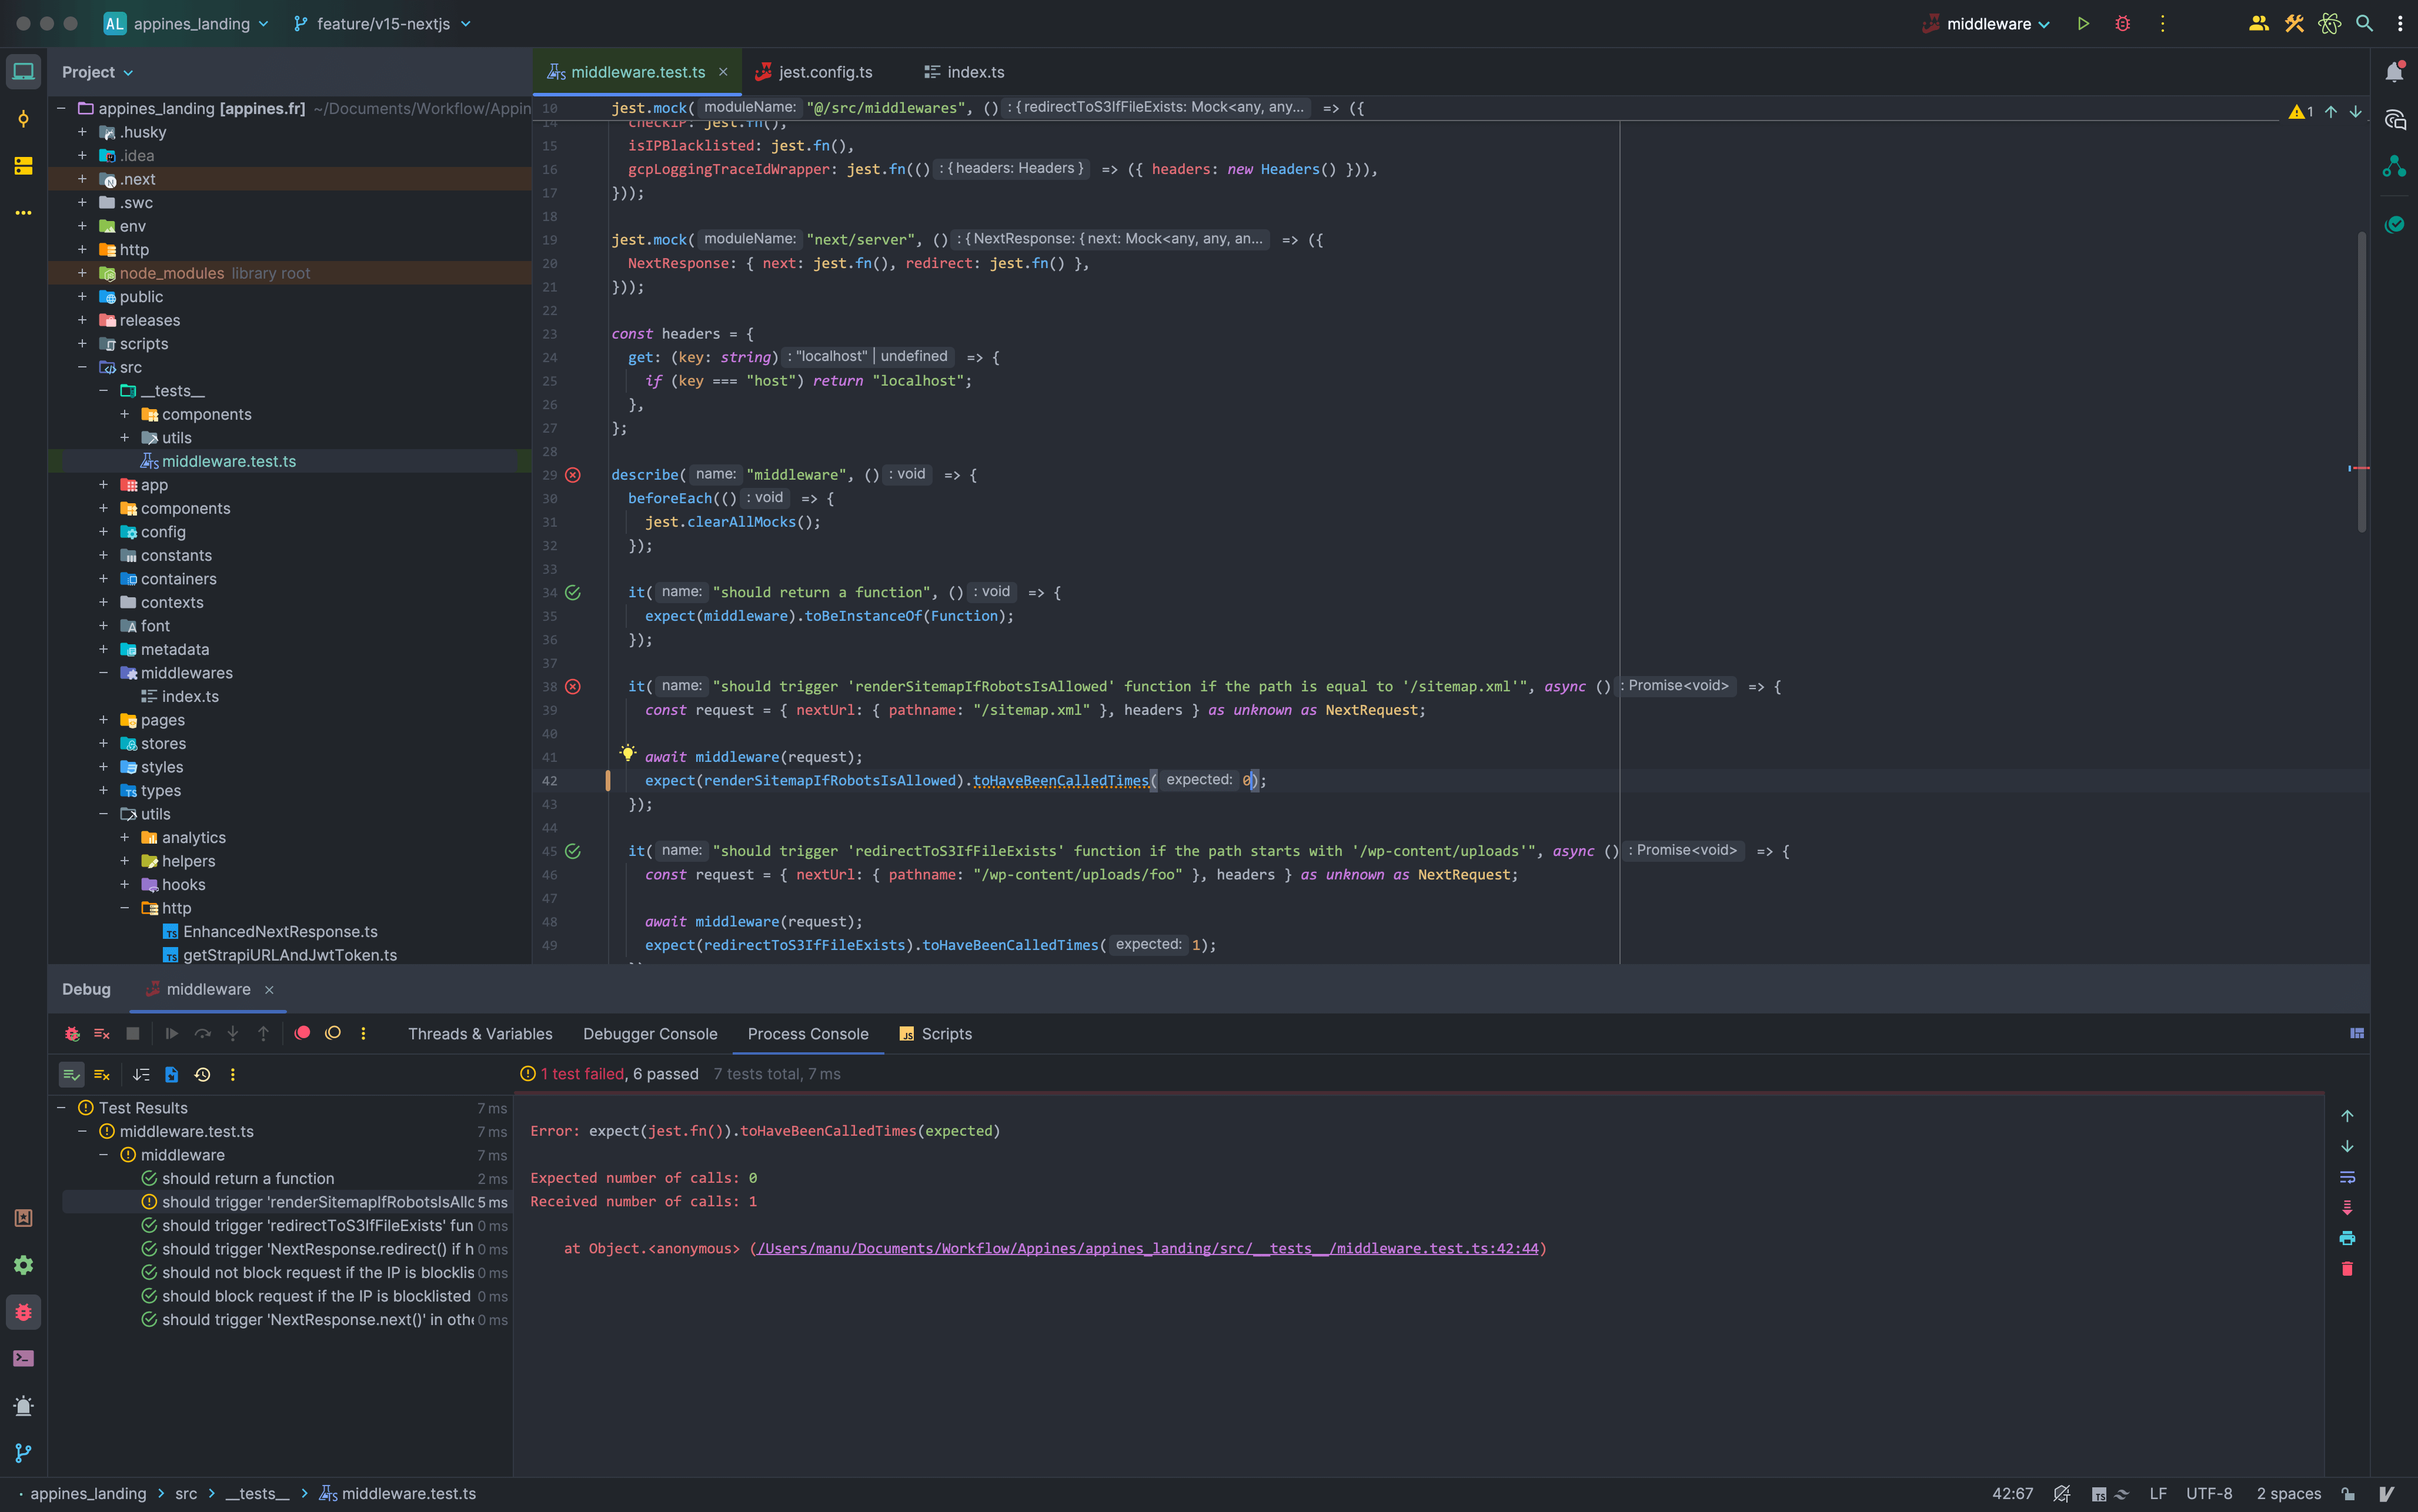 AL appines_landing feature/v15-nextjs middleware
Project
middleware.test.ts jest.config.ts index.ts
appines_landing [appines.fr] ~/Documents/Workflow/Appin
.husky
.idea
.next
.swc
env
http
node_modules library root
public
releases
scripts
src
__tests__
components
utils
middleware.test.ts
app
components
config
constants
containers
contexts
font
metadata
middlewares
index.ts
pages
stores
styles
types
utils
analytics
helpers
hooks
http
EnhancedNextResponse.ts
getStrapiURLAndJwtToken.ts
10 jest.mock( moduleName: "@/src/middlewares", () : {redirectToS3IfFileExists: Mock<any, any... => ({
1
14 checkIP: jest.fn(),
15 isIPBlacklisted: jest.fn(),
16 gcpLoggingTraceIdWrapper: jest.fn(() : {headers: Headers} => ({ headers: new Headers() })),
17 }));
18
19 jest.mock( moduleName: "next/server", () : {NextResponse: {next: Mock<any, any, an... => ({
20 NextResponse: { next: jest.fn(), redirect: jest.fn() },
21 }));
22
23 const headers = {
24 get: (key: string) : "localhost" | undefined => {
25 if (key === "host") return "localhost";
26 },
27 };
28
29 describe( name: "middleware", () : void => {
30 beforeEach(() : void => {
31 jest.clearAllMocks();
32 });
33
34 it( name: "should return a function", () : void => {
35 expect(middleware).toBeInstanceOf(Function);
36 });
37
38 it( name: "should trigger 'renderSitemapIfRobotsIsAllowed' function if the path is equal to '/sitemap.xml'", async () : Promise<void> => {
39 const request = { nextUrl: { pathname: "/sitemap.xml" }, headers } as unknown as NextRequest;
40
41 await middleware(request);
42 expect(renderSitemapIfRobotsIsAllowed).toHaveBeenCalledTimes( expected: 0);
43 });
44
45 it( name: "should trigger 'redirectToS3IfFileExists' function if the path starts with '/wp-content/uploads'", async () : Promise<void> => {
46 const request = { nextUrl: { pathname: "/wp-content/uploads/foo" }, headers } as unknown as NextRequest;
47
48 await middleware(request);
49 expect(redirectToS3IfFileExists).toHaveBeenCalledTimes( expected: 1);
Debug middleware
Threads & Variables Debugger Console Process Console Scripts
1 test failed, 6 passed 7 tests total, 7 ms
Test Results 7 ms
middleware.test.ts 7 ms
middleware 7 ms
should return a function 2 ms
should trigger 'renderSitemapIfRobotsIsAllo 5 ms
should trigger 'redirectToS3IfFileExists' fun 0 ms
should trigger 'NextResponse.redirect() if h 0 ms
should not block request if the IP is blocklis 0 ms
should block request if the IP is blocklisted 0 ms
should trigger 'NextResponse.next()' in othe 0 ms
Error: expect(jest.fn()).toHaveBeenCalledTimes(expected)
Expected number of calls: 0
Received number of calls: 1
at Object.<anonymous> (/Users/manu/Documents/Workflow/Appines/appines_landing/src/__tests__/middleware.test.ts:42:44)
appines_landing src __tests__ middleware.test.ts
42:67 LF UTF-8 2 spaces